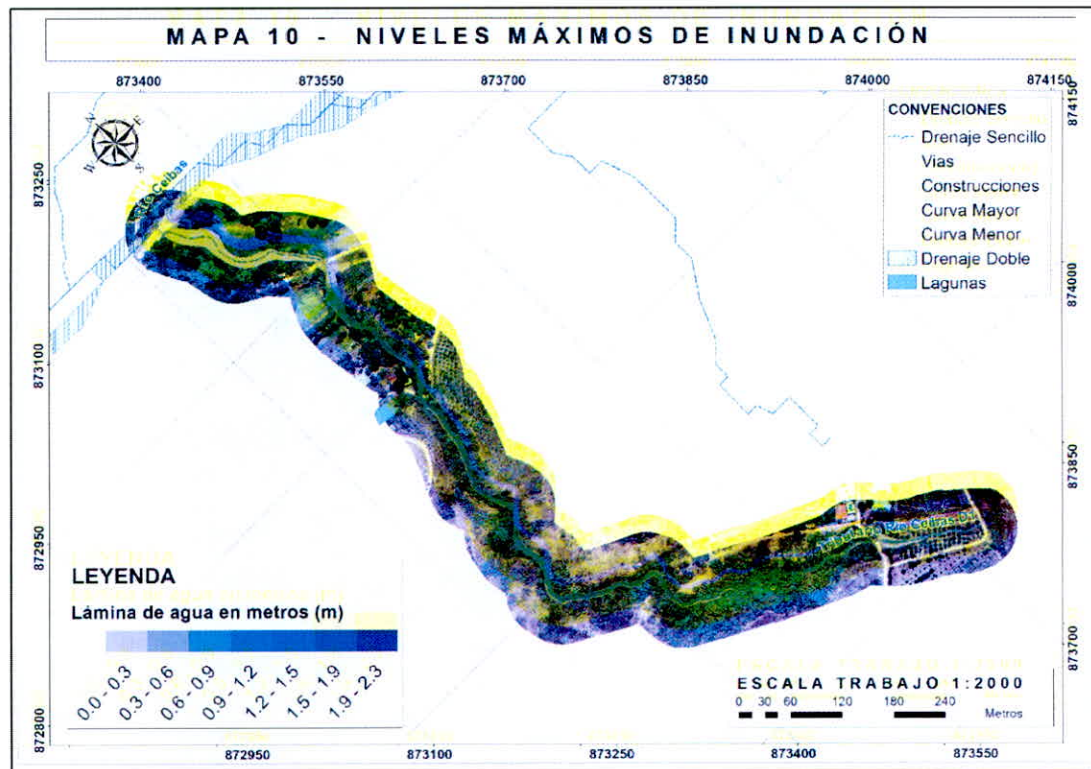 MAPA 10 - NIVELES MÁXIMOS DE INUNDACIÓN
873400 873550 873700 873850 874000 874150
874150
874000
873850
873700
873250
873100
872950
872800
N E S W
Río Ceibas
CONVENCIONES
Drenaje Sencillo
Vias
Construcciones
Curva Mayor
Curva Menor
Drenaje Doble
Lagunas
Río Ceibas
LEYENDA
Lámina de agua en metros (m)
0.0 - 0.3
0.3 - 0.6
0.6 - 0.9
0.9 - 1.2
1.2 - 1.5
1.5 - 1.9
1.9 - 2.3
ESCALA TRABAJO 1:2000
0 30 60 120 180 240
Metros
872950 873100 873250 873400 873550